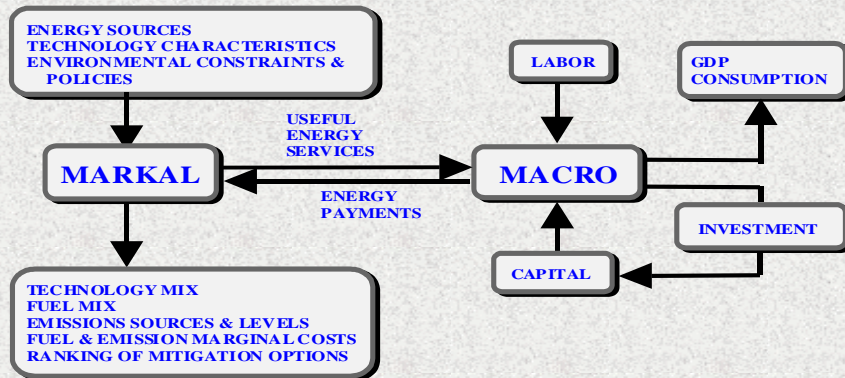 ENERGY SOURCES
TECHNOLOGY CHARACTERISTICS
ENVIRONMENTAL CONSTRAINTS &
POLICIES
LABOR
GDP
CONSUMPTION
USEFUL
ENERGY
SERVICES
MARKAL
MACRO
ENERGY
PAYMENTS
INVESTMENT
CAPITAL
TECHNOLOGY MIX
FUEL MIX
EMISSIONS SOURCES & LEVELS
FUEL & EMISSION MARGINAL COSTS
RANKING OF MITIGATION OPTIONS